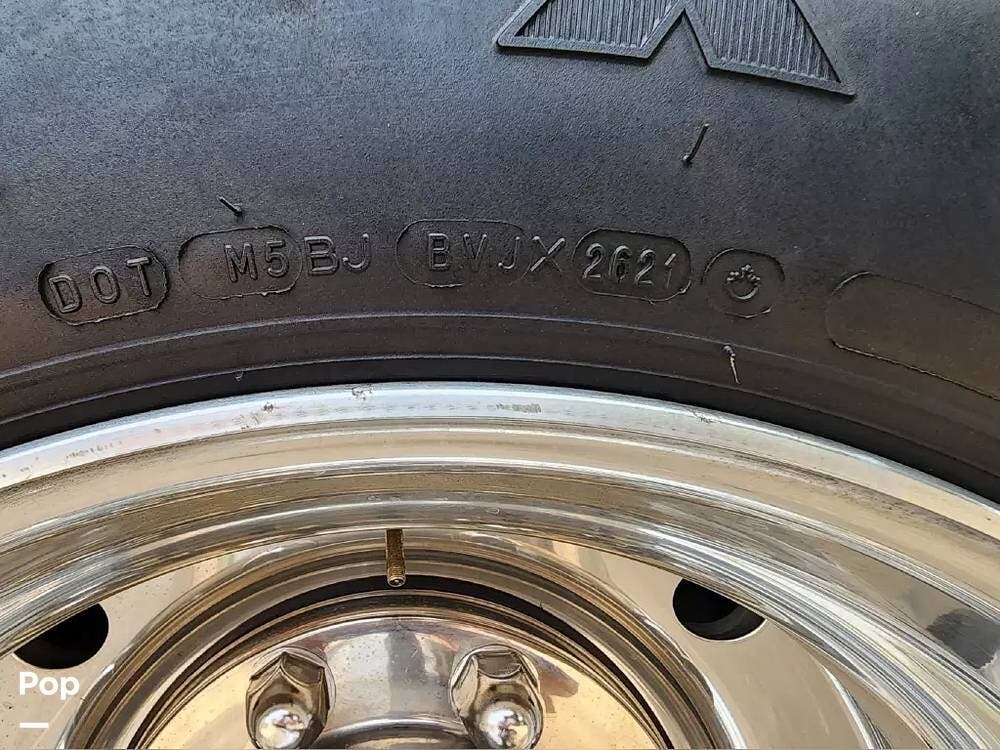 DOT M5BJ BVJX 2621
Pop